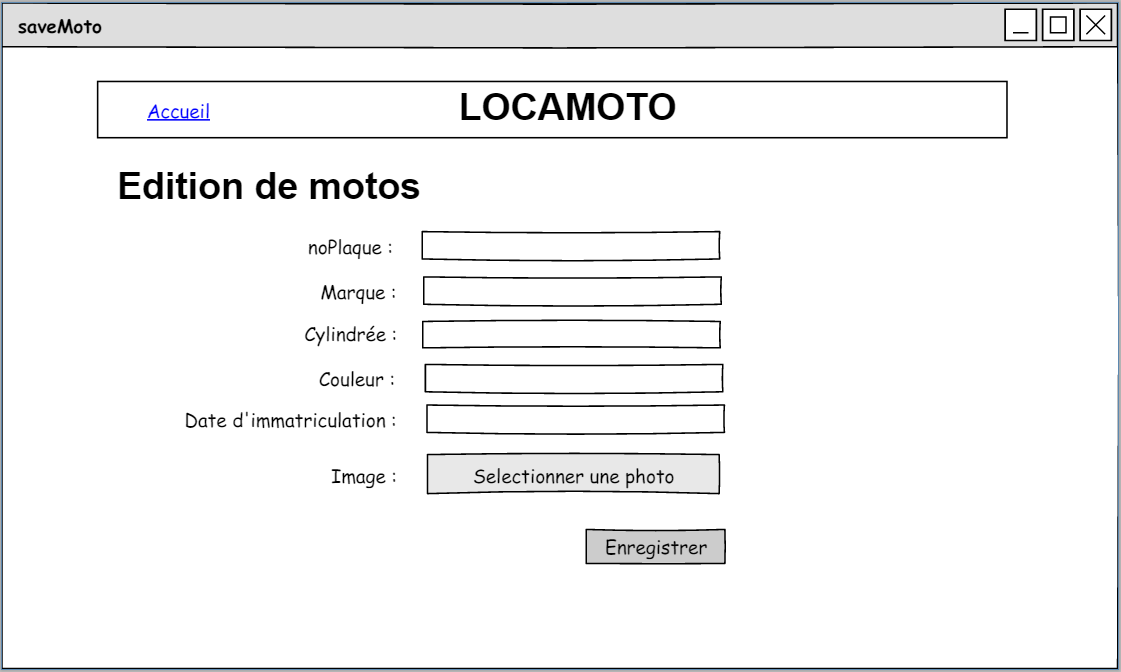 saveMoto
Accueil LOCAMOTO
Edition de motos
noPlaque :
Marque :
Cylindrée :
Couleur :
Date d'immatriculation :
Image : Selectionner une photo
Enregistrer